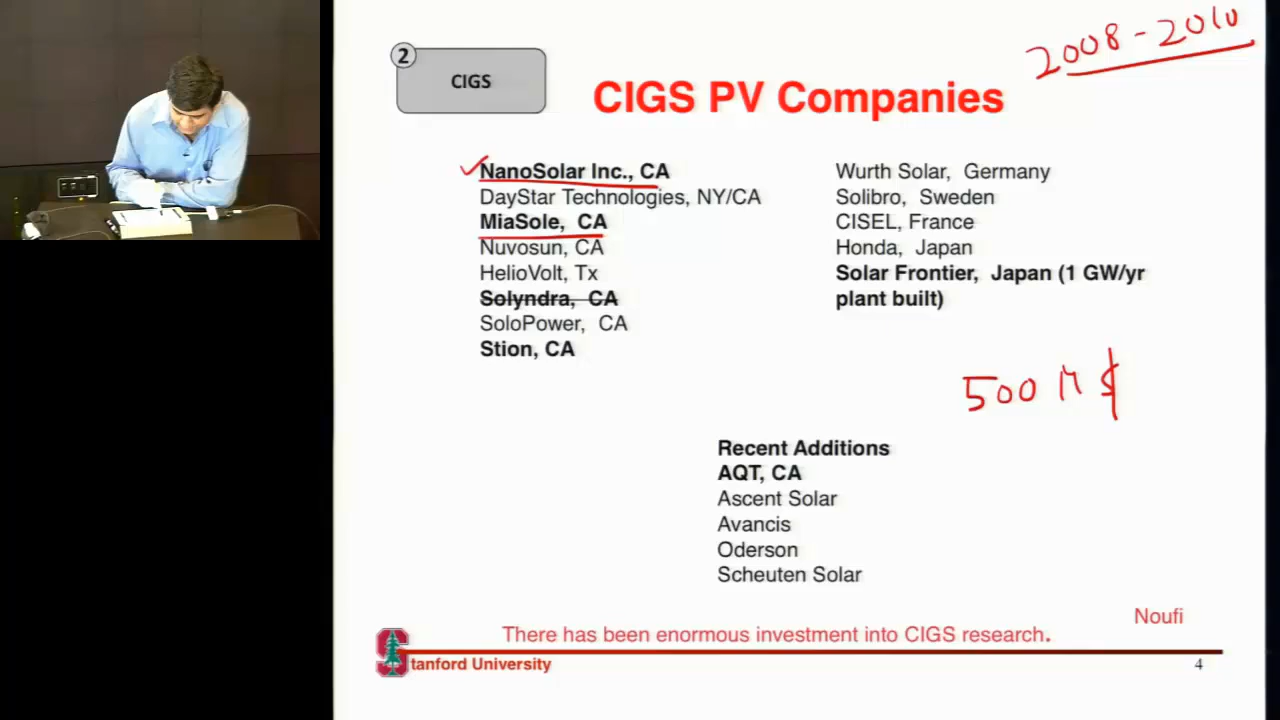 2008-2010
2
CIGS
CIGS PV Companies
NanoSolar Inc., CA
DayStar Technologies, NY/CA
MiaSole, CA
Nuvosun, CA
HelioVolt, Tx
Solyndra, CA
SoloPower, CA
Stion, CA
Wurth Solar, Germany
Solibro, Sweden
CISEL, France
Honda, Japan
Solar Frontier, Japan (1 GW/yr
plant built)
500 M $
Recent Additions
AQT, CA
Ascent Solar
Avancis
Oderson
Scheuten Solar
Noufi
There has been enormous investment into CIGS research.
Stanford University
4